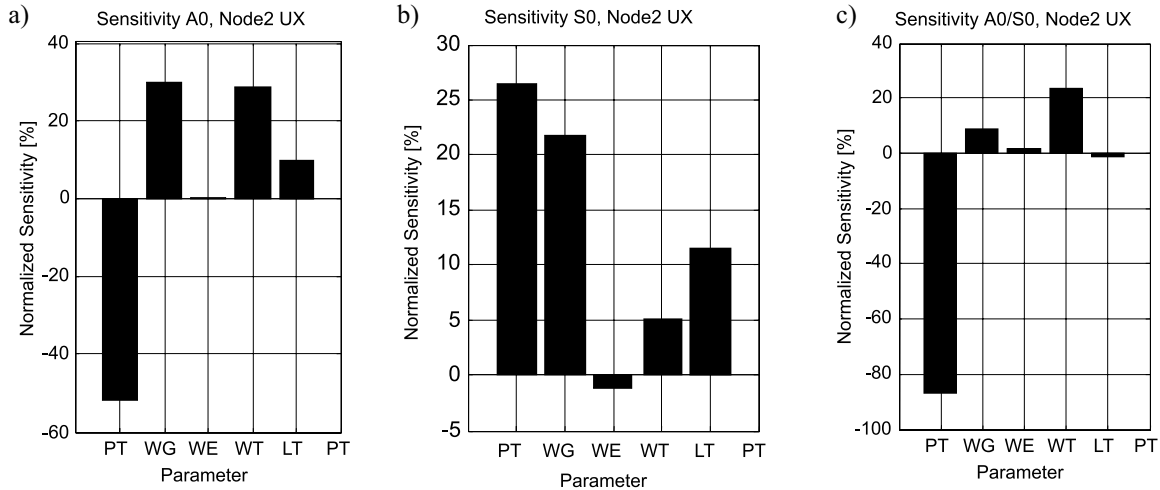 a)
Sensitivity A0, Node2 UX
40
20
0
-20
-40
-60
Normalized Sensitivity [%]
PT WG WE WT LT PT
Parameter
b)
Sensitivity S0, Node2 UX
30
25
20
15
10
5
0
-5
Normalized Sensitivity [%]
PT WG WE WT LT PT
Parameter
c)
Sensitivity A0/S0, Node2 UX
40
20
0
-20
-40
-60
-80
-100
Normalized Sensitivity [%]
PT WG WE WT LT PT
Parameter